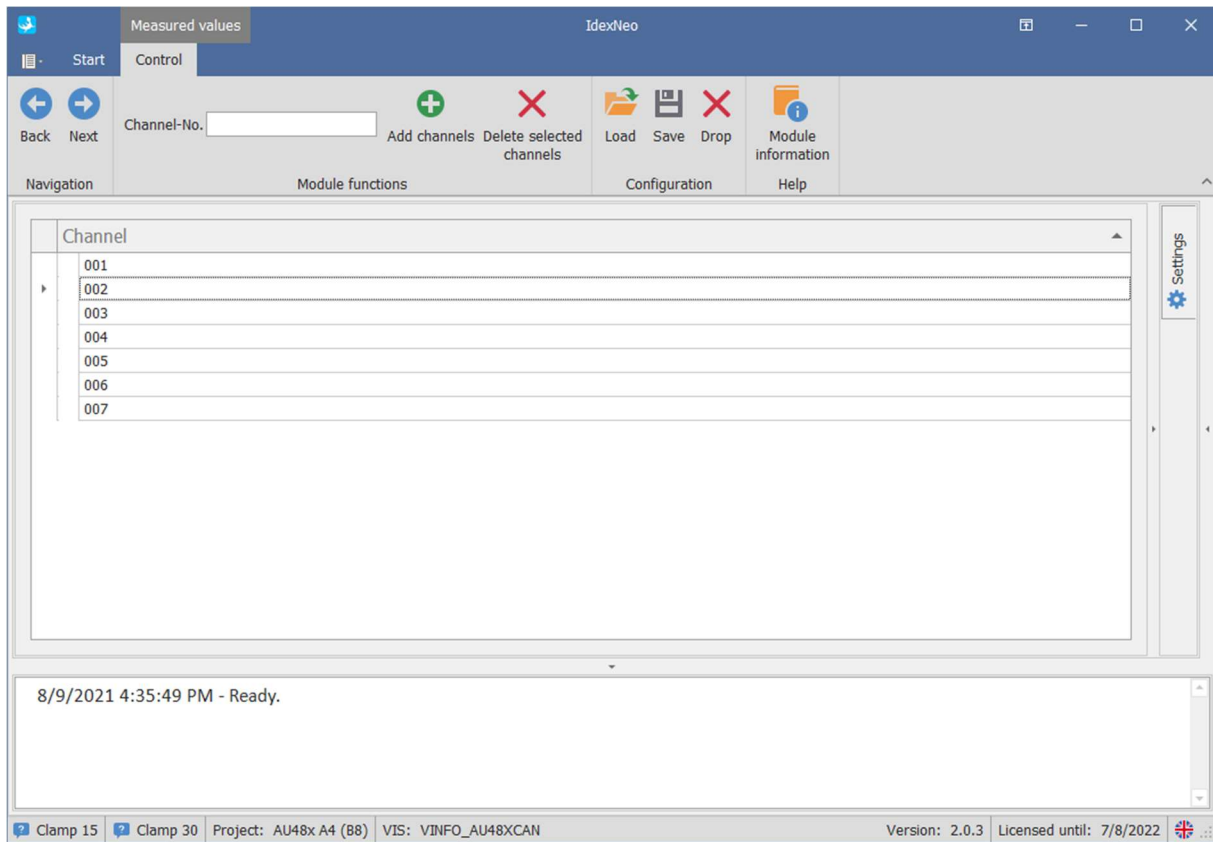 Measured values IdexNeo
Start Control
Channel-No.
Back Next Add channels Delete selected channels Load Save Drop Module information
Navigation Module functions Configuration Help
Channel
001
002
003
004
005
006
007
Settings
8/9/2021 4:35:49 PM - Ready.
Clamp 15 Clamp 30 Project: AU48x A4 (B8) VIS: VINFO_AU48XCAN Version: 2.0.3 Licensed until: 7/8/2022